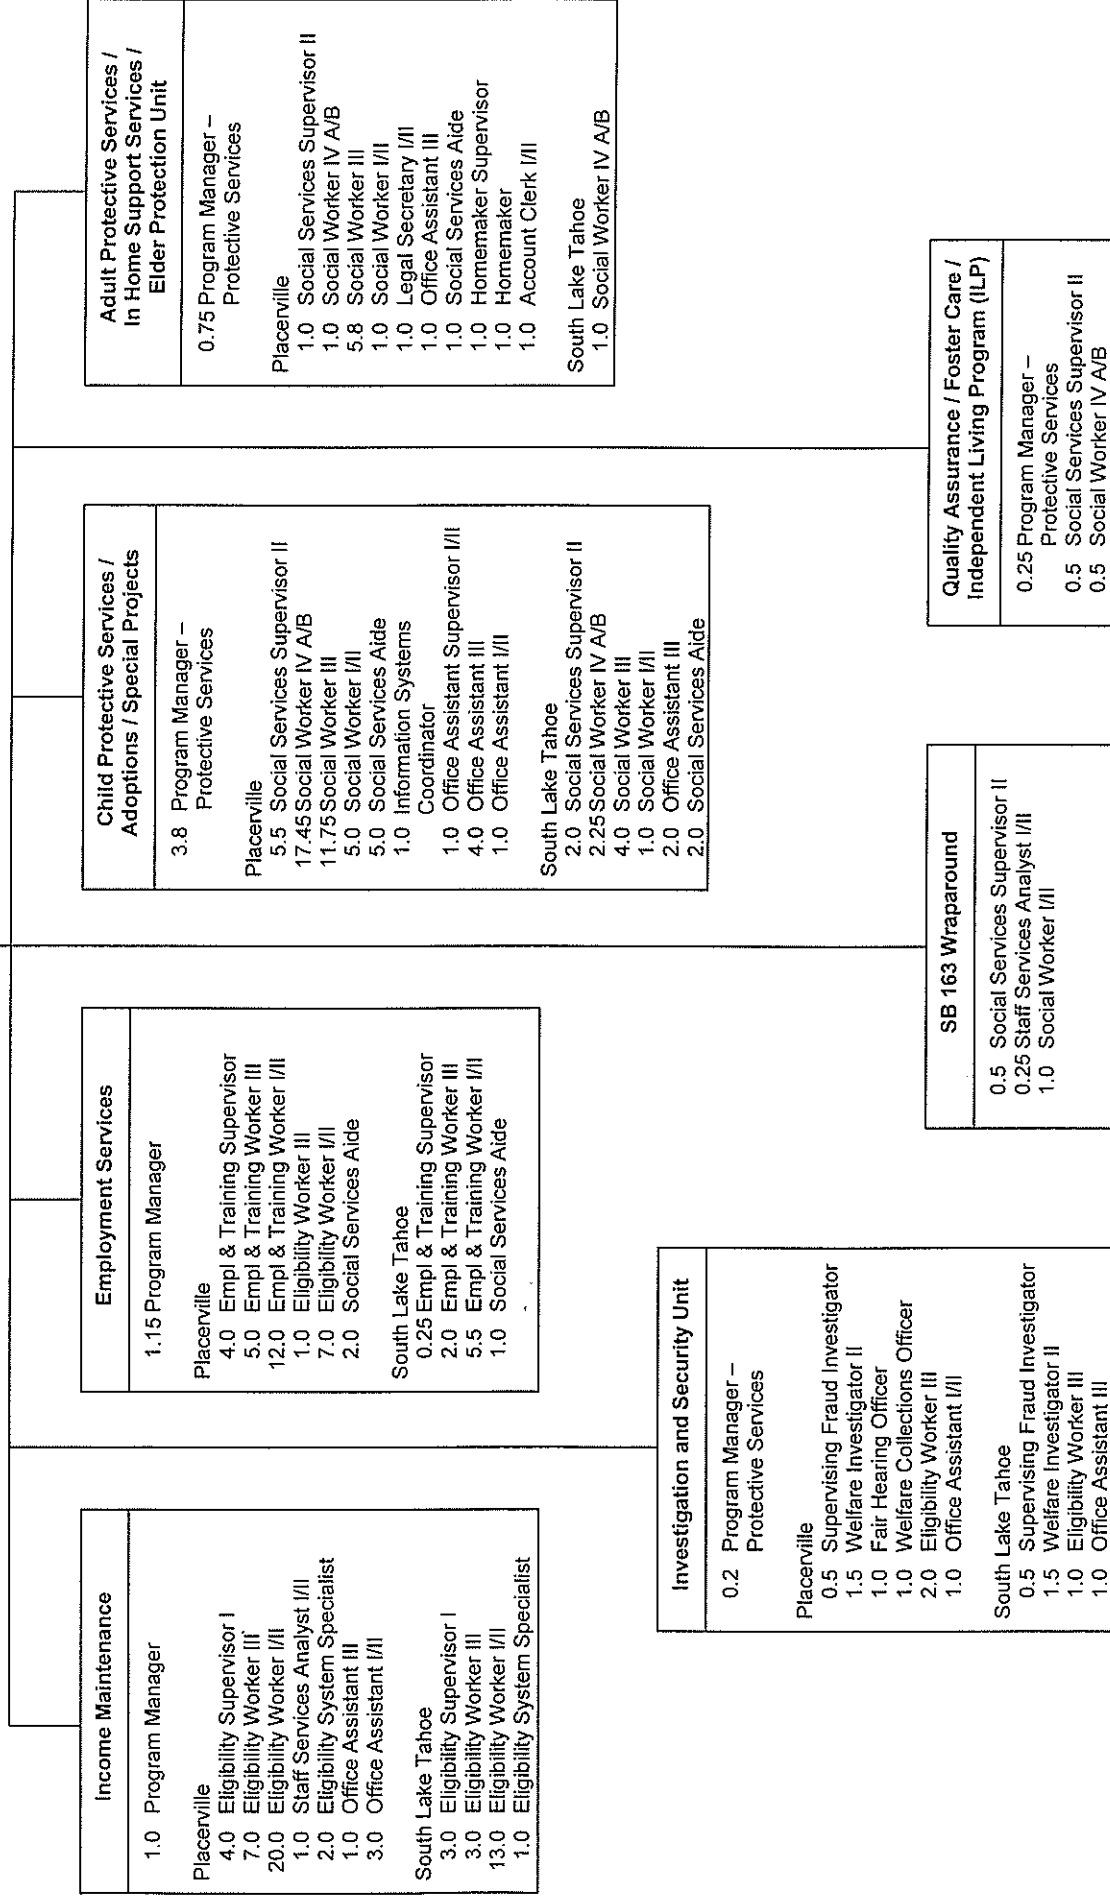 Income Maintenance
1.0 Program Manager
Placerville
4.0 Eligibility Supervisor I
7.0 Eligibility Worker III
20.0 Eligibility Worker I/II
1.0 Staff Services Analyst I/II
2.0 Eligibility System Specialist
1.0 Office Assistant III
3.0 Office Assistant I/II
South Lake Tahoe
3.0 Eligibility Supervisor I
3.0 Eligibility Worker III
13.0 Eligibility Worker I/II
1.0 Eligibility System Specialist
Employment Services
1.15 Program Manager
Placerville
4.0 Empl & Training Supervisor
5.0 Empl & Training Worker III
12.0 Empl & Training Worker I/II
1.0 Eligibility Worker III
7.0 Eligibility Worker I/II
2.0 Social Services Aide
South Lake Tahoe
0.25 Empl & Training Supervisor
2.0 Empl & Training Worker III
5.5 Empl & Training Worker I/II
1.0 Social Services Aide
Child Protective Services /
Adoptions / Special Projects
3.8 Program Manager –
Protective Services
Placerville
5.5 Social Services Supervisor II
17.45 Social Worker IV A/B
11.75 Social Worker III
5.0 Social Worker I/II
5.0 Social Services Aide
1.0 Information Systems
Coordinator
1.0 Office Assistant Supervisor I/II
4.0 Office Assistant III
1.0 Office Assistant I/II
South Lake Tahoe
2.0 Social Services Supervisor II
2.25 Social Worker IV A/B
4.0 Social Worker III
1.0 Social Worker I/II
2.0 Office Assistant III
2.0 Social Services Aide
Adult Protective Services /
In Home Support Services /
Elder Protection Unit
0.75 Program Manager –
Protective Services
Placerville
1.0 Social Services Supervisor II
1.0 Social Worker IV A/B
5.8 Social Worker III
1.0 Social Worker I/II
1.0 Legal Secretary I/II
1.0 Office Assistant III
1.0 Social Services Aide
1.0 Homemaker Supervisor
1.0 Homemaker
1.0 Account Clerk I/II
South Lake Tahoe
1.0 Social Worker IV A/B
Investigation and Security Unit
0.2 Program Manager –
Protective Services
Placerville
0.5 Supervising Fraud Investigator
1.5 Welfare Investigator II
1.0 Fair Hearing Officer
1.0 Welfare Collections Officer
2.0 Eligibility Worker III
1.0 Office Assistant I/II
South Lake Tahoe
0.5 Supervising Fraud Investigator
1.5 Welfare Investigator II
1.0 Eligibility Worker III
1.0 Office Assistant III
SB 163 Wraparound
0.5 Social Services Supervisor II
0.25 Staff Services Analyst I/II
1.0 Social Worker I/II
Quality Assurance / Foster Care /
Independent Living Program (ILP)
0.25 Program Manager –
Protective Services
0.5 Social Services Supervisor II
0.5 Social Worker IV A/B